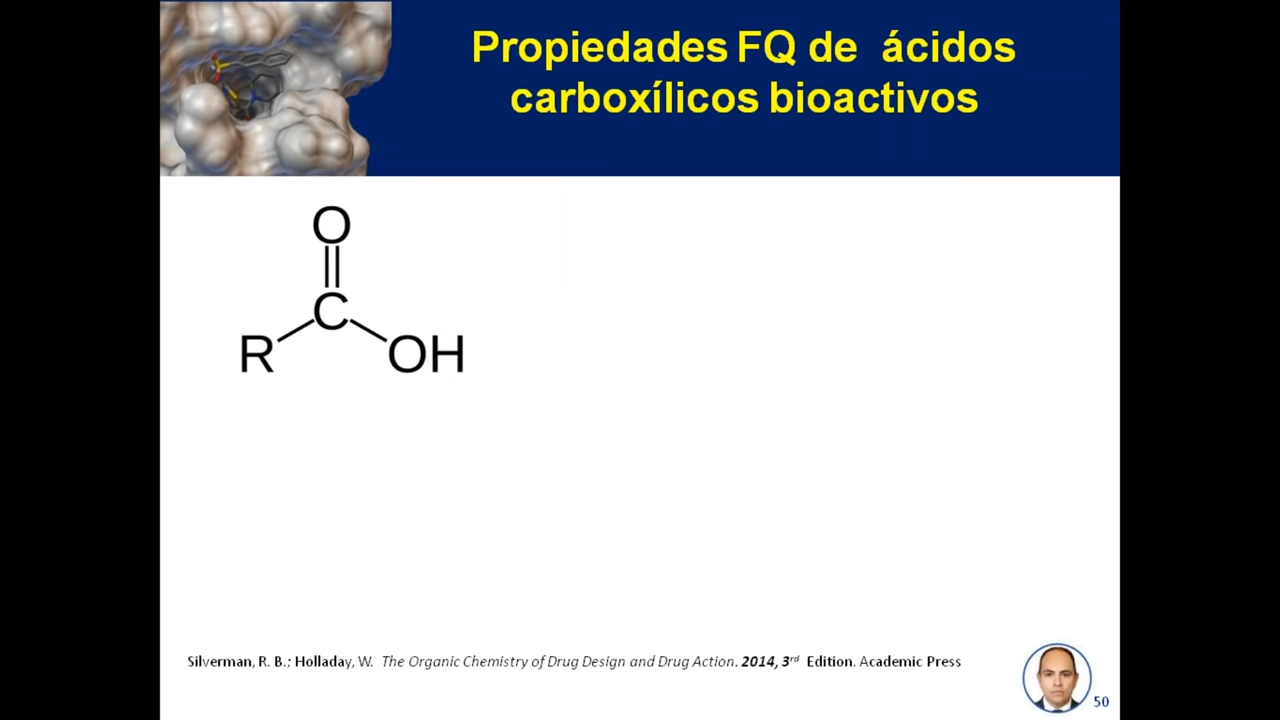 Propiedades FQ de ácidos
carboxílicos bioactivos
O
C
R OH
Silverman, R. B.; Holladay, W. The Organic Chemistry of Drug Design and Drug Action. 2014, 3rd Edition. Academic Press
50